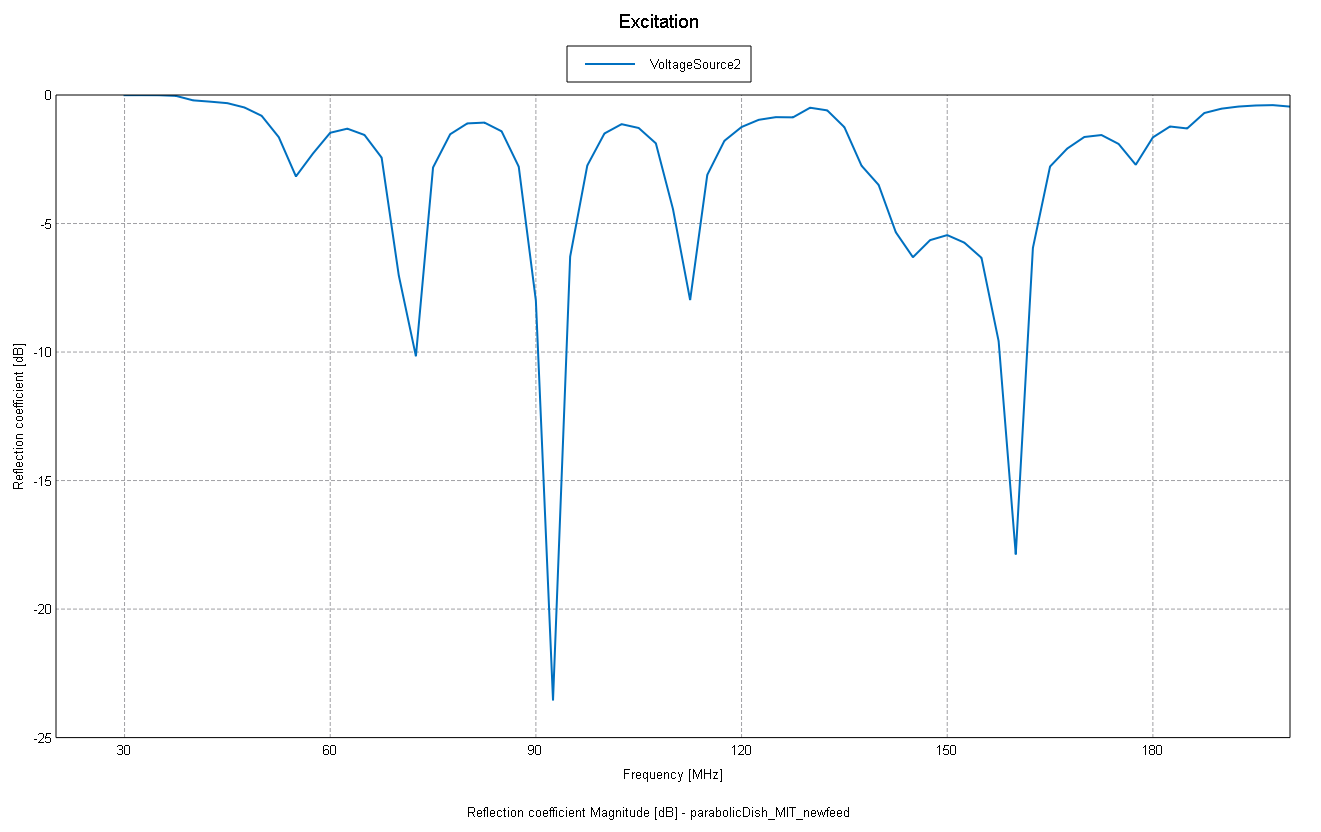 Excitation
VoltageSource2
0
-5
-10
-15
-20
-25
Reflection coefficient [dB]
30 60 90 120 150 180
Frequency [MHz]
Reflection coefficient Magnitude [dB] - parabolicDish_MIT_newfeed